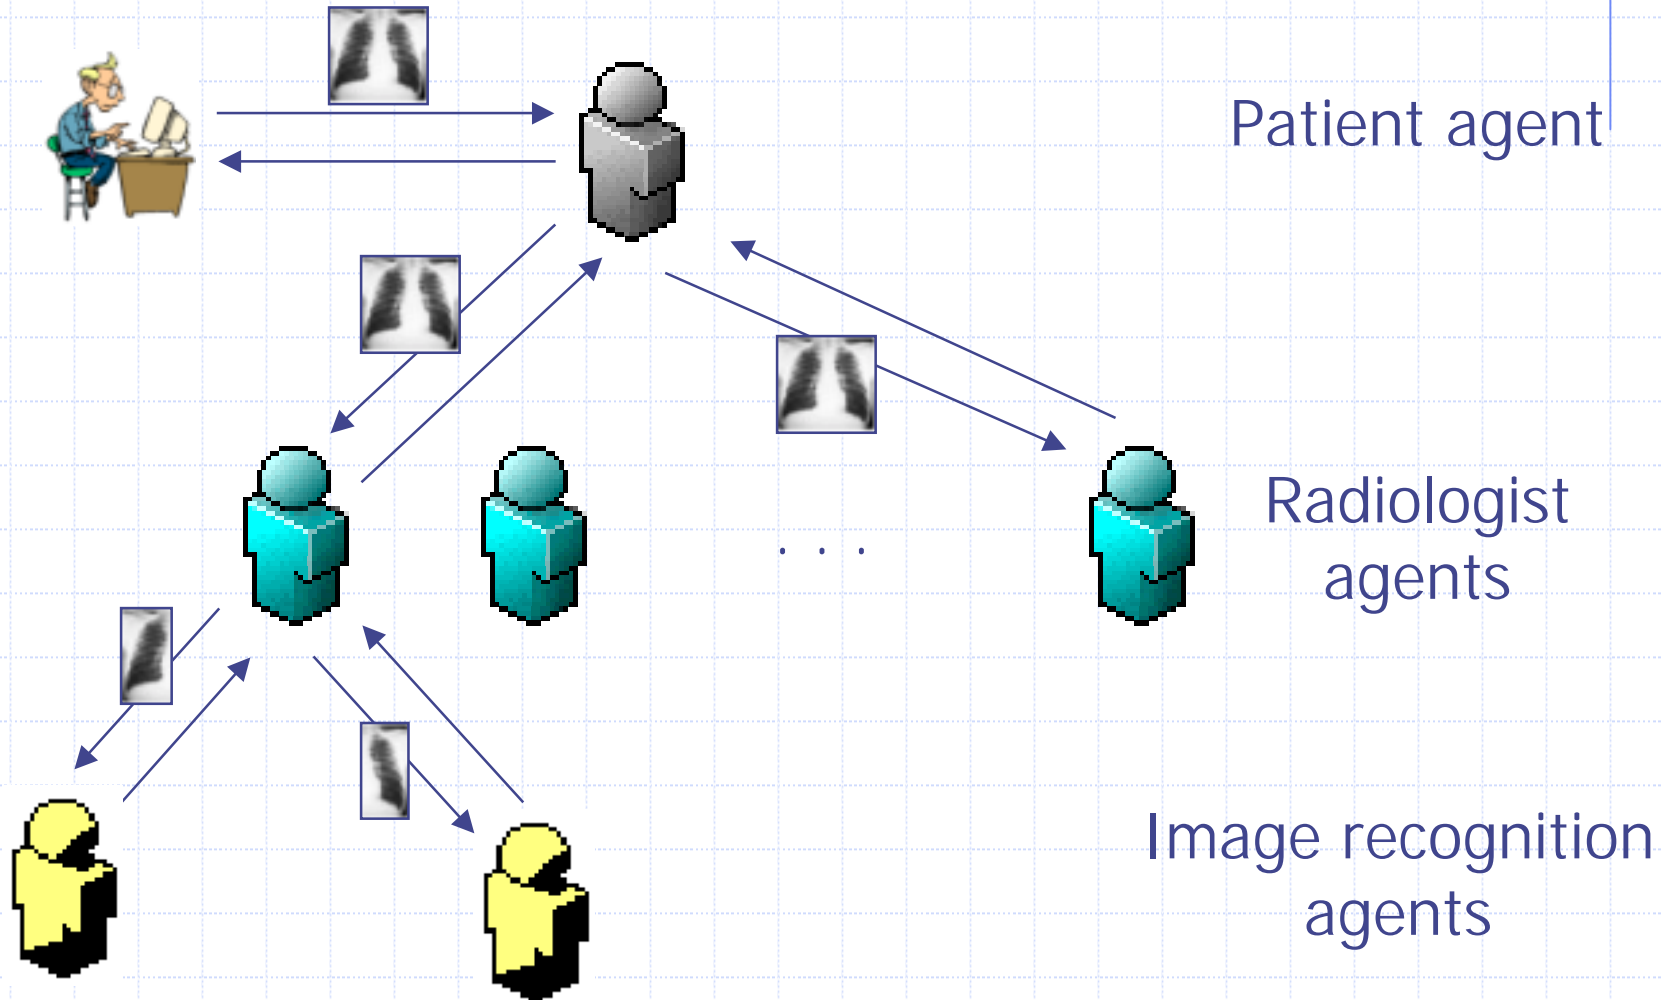 Patient agent
. . .
Radiologist
agents
Image recognition
agents